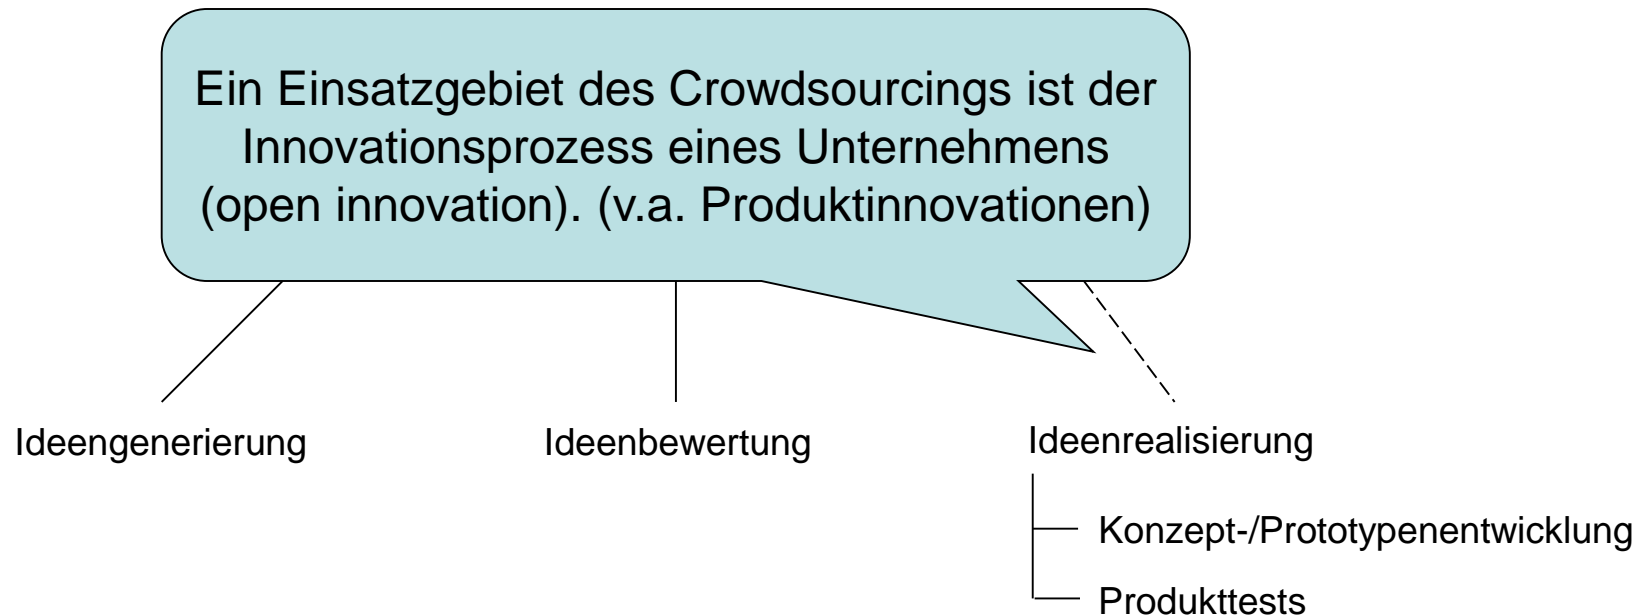 Ein Einsatzgebiet des Crowdsourcings ist der
Innovationsprozess eines Unternehmens
(open innovation). (v.a. Produktinnovationen)
Ideengenerierung
Ideenbewertung
Ideenrealisierung
Konzept-/Prototypenentwicklung
Produkttests